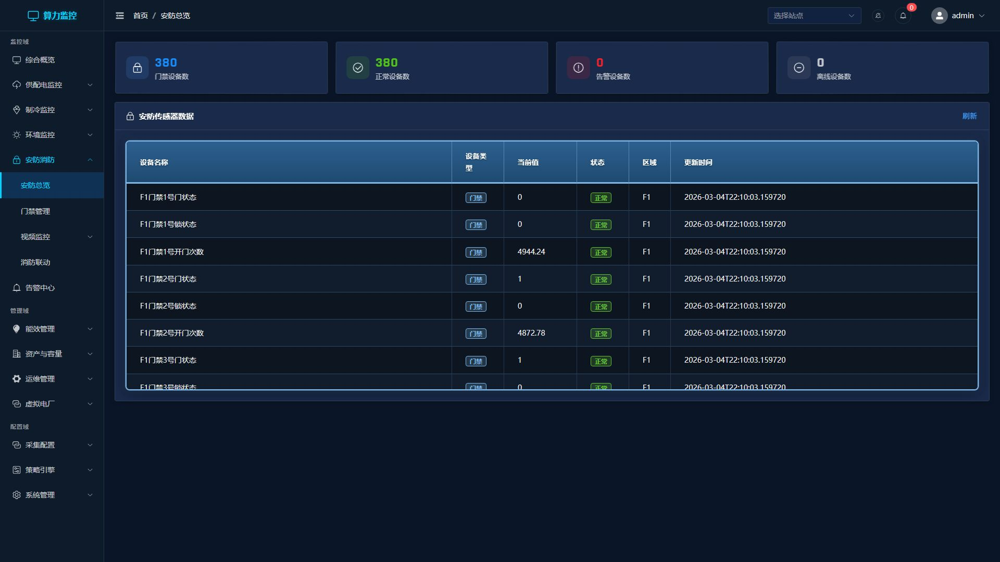 算力监控
首页 / 安防总览
选择站点
0
admin
监控域
综合概览
供配电监控
制冷监控
环境监控
安防消防
安防总览
门禁管理
视频监控
消防联动
告警中心
管理域
能效管理
资产与容量
运维管理
虚拟电厂
配置域
采集配置
策略引擎
系统管理
380
门禁设备数
380
正常设备数
0
告警设备数
0
离线设备数
安防传感器数据
刷新
设备名称 设备类型 当前值 状态 区域 更新时间
F1门禁1号门状态 门禁 0 正常 F1 2026-03-04T22:10:03.159720
F1门禁1号锁状态 门禁 0 正常 F1 2026-03-04T22:10:03.159720
F1门禁1号开门次数 门禁 4944.24 正常 F1 2026-03-04T22:10:03.159720
F1门禁2号门状态 门禁 1 正常 F1 2026-03-04T22:10:03.159720
F1门禁2号锁状态 门禁 0 正常 F1 2026-03-04T22:10:03.159720
F1门禁2号开门次数 门禁 4872.78 正常 F1 2026-03-04T22:10:03.159720
F1门禁3号门状态 门禁 1 正常 F1 2026-03-04T22:10:03.159720
F1门禁3号锁状态 门禁 0 正常 F1 2026-03-04T22:10:03.159720